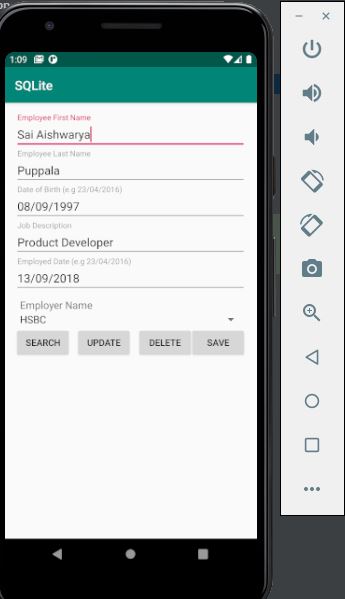 1:09
SQLite
Employee First Name
Sai Aishwarya
Employee Last Name
Puppala
Date of Birth (e.g 23/04/2016)
08/09/1997
Job Description
Product Developer
Employed Date (e.g 23/04/2016)
13/09/2018
Employer Name
HSBC
SEARCH UPDATE DELETE SAVE